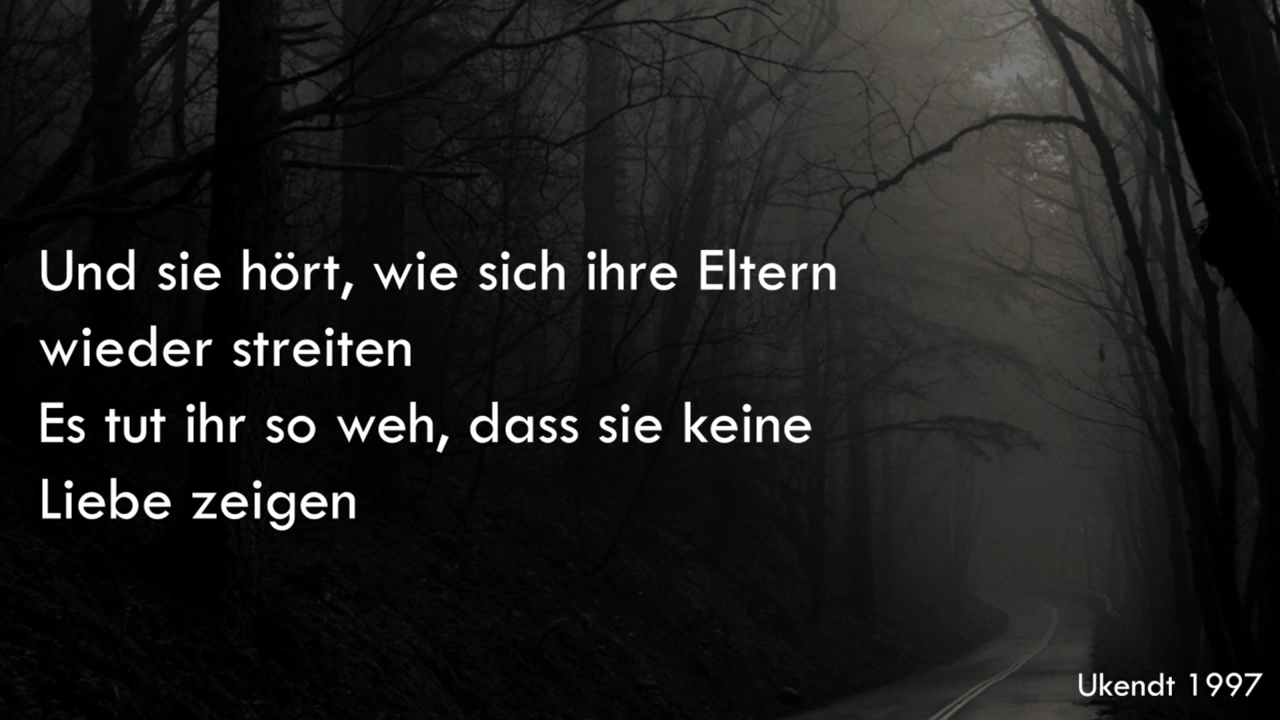 Und sie hört, wie sich ihre Eltern
wieder streiten
Es tut ihr so weh, dass sie keine
Liebe zeigen
Ukendt 1997